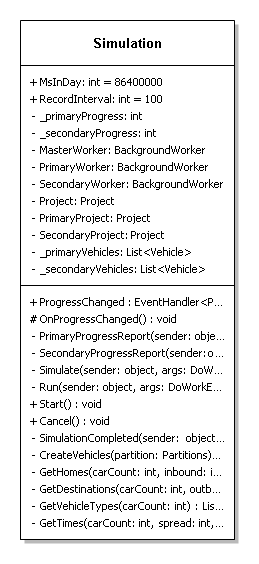 Simulation
+ MsInDay: int = 86400000
+ RecordInterval: int = 100
- _primaryProgress: int
- _secondaryProgress: int
- MasterWorker: BackgroundWorker
- PrimaryWorker: BackgroundWorker
- SecondaryWorker: BackgroundWorker
- Project: Project
- PrimaryProject: Project
- SecondaryProject: Project
- _primaryVehicles: List<Vehicle>
- _secondaryVehicles: List<Vehicle>
+ ProgressChanged : EventHandler<P...
# OnProgressChanged() : void
- PrimaryProgressReport(sender: obje...
- SecondaryProgressReport(sender:o...
- Simulate(sender: object, args: DoW...
- Run(sender: object, args: DoWorkE...
+ Start() : void
+ Cancel() : void
- SimulationCompleted(sender: object...
- CreateVehicles(partition: Partitions)...
- GetHomes(carCount: int, inbound: i...
- GetDestinations(carCount: int, outb...
- GetVehicleTypes(carCount: int) : Lis...
- GetTimes(carCount: int, spread: int,...